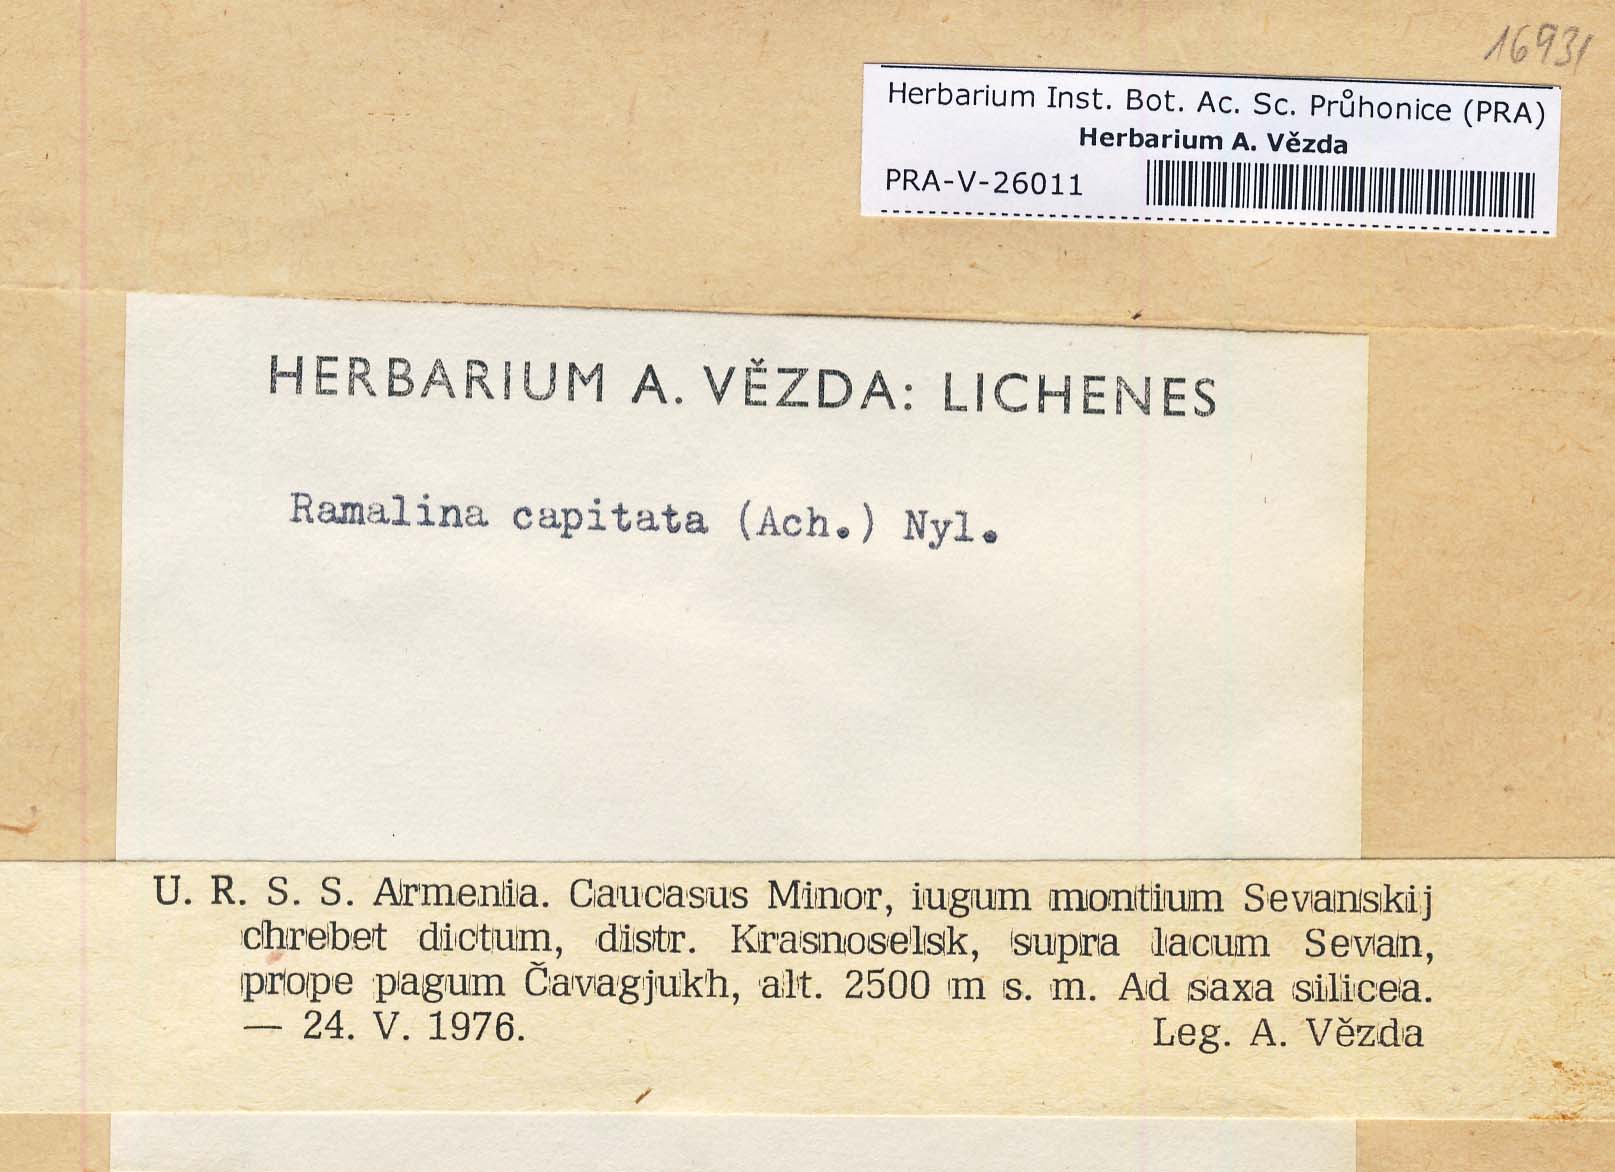 16931
Herbarium Inst. Bot. Ac. Sc. Průhonice (PRA)
Herbarium A. Vězda
PRA-V-26011
HERBARIUM A. VĚZDA: LICHENES
Ramalina capitata (Ach.) Nyl.
U. R. S. S. Armenia. Caucasus Minor, iugum montium Sevanskij
chrebet dictum, distr. Krasnoselsk, supra lacum Sevan,
prope pagum Čavagjukh, alt. 2500 m s. m. Ad saxa silicea.
— 24. V. 1976. Leg. A. Vězda